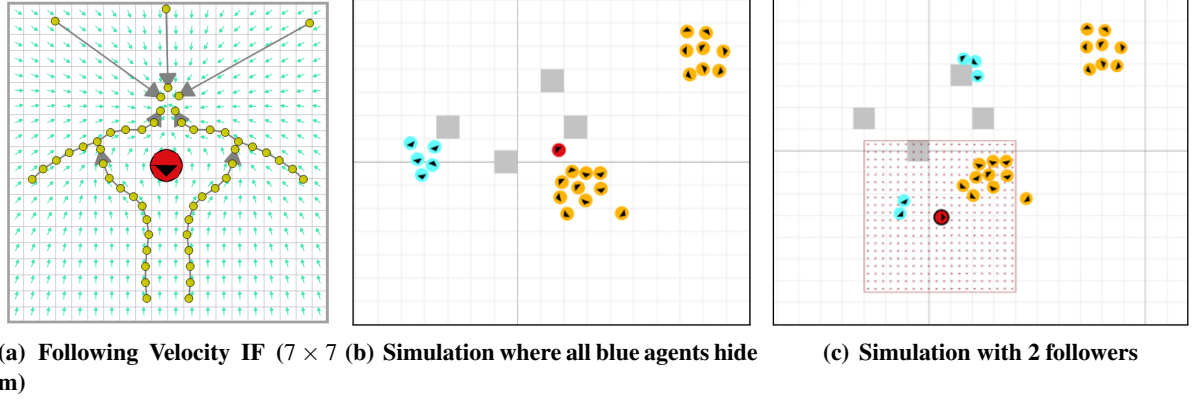 (a) Following Velocity IF (7 × 7 m)
(b) Simulation where all blue agents hide
(c) Simulation with 2 followers